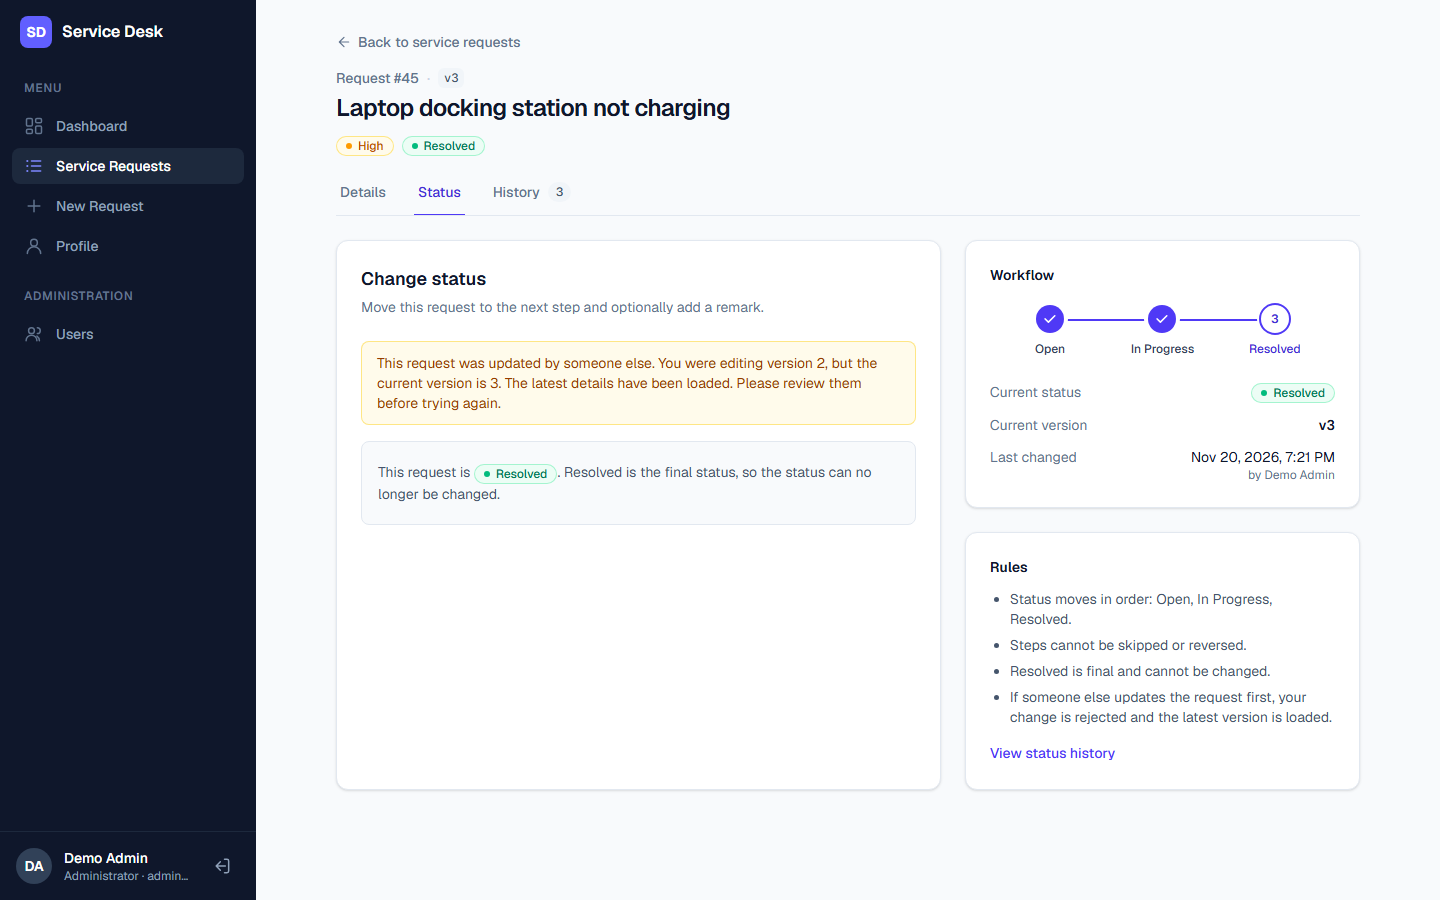 SD Service Desk
MENU
Dashboard
Service Requests
New Request
Profile
ADMINISTRATION
Users
DA
Demo Admin
Administrator · admin...
Back to service requests
Request #45 · v3
Laptop docking station not charging
High Resolved
Details Status History 3
Change status
Move this request to the next step and optionally add a remark.
This request was updated by someone else. You were editing version 2, but the
current version is 3. The latest details have been loaded. Please review them
before trying again.
This request is Resolved. Resolved is the final status, so the status can no
longer be changed.
Workflow
3
Open In Progress Resolved
Current status Resolved
Current version v3
Last changed Nov 20, 2026, 7:21 PM
by Demo Admin
Rules
• Status moves in order: Open, In Progress,
Resolved.
• Steps cannot be skipped or reversed.
• Resolved is final and cannot be changed.
• If someone else updates the request first, your
change is rejected and the latest version is loaded.
View status history